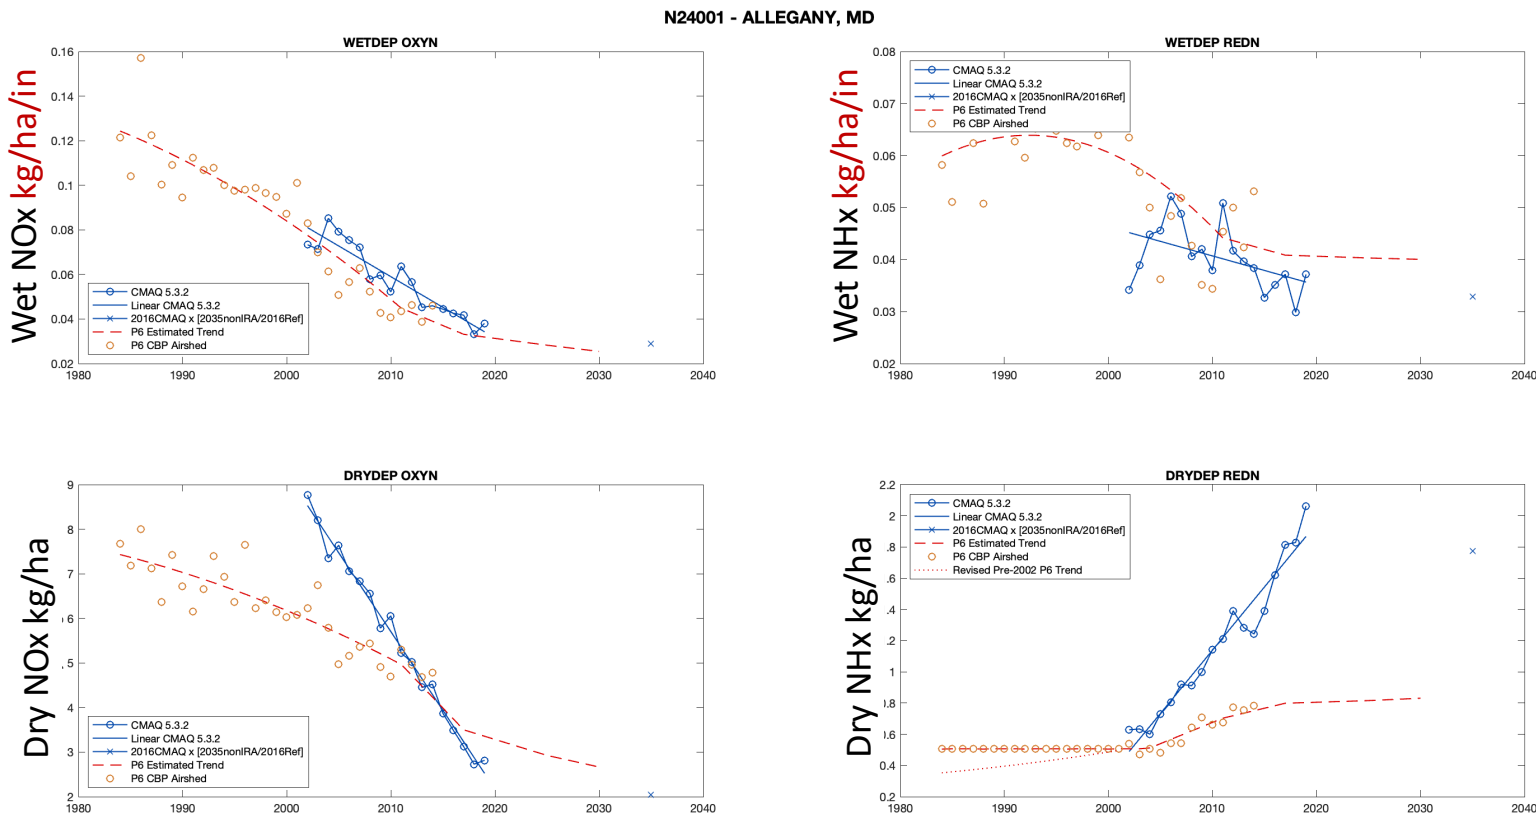 N24001 - ALLEGANY, MD
WETDEP OXYN
Wet NOx kg/ha/in
0.16
0.14
0.12
0.1
0.08
0.06
0.04
0.02
CMAQ 5.3.2
Linear CMAQ 5.3.2
2016CMAQ x [2035nonIRA/2016Ref]
P6 Estimated Trend
P6 CBP Airshed
1980 1990 2000 2010 2020 2030 2040
WETDEP REDN
Wet NHx kg/ha/in
0.08
0.07
0.06
0.05
0.04
0.03
0.02
CMAQ 5.3.2
Linear CMAQ 5.3.2
2016CMAQ x [2035nonIRA/2016Ref]
P6 Estimated Trend
P6 CBP Airshed
1980 1990 2000 2010 2020 2030 2040
DRYDEP OXYN
Dry NOx kg/ha
9
8
7
6
5
4
3
2
CMAQ 5.3.2
Linear CMAQ 5.3.2
2016CMAQ x [2035nonIRA/2016Ref]
P6 Estimated Trend
P6 CBP Airshed
1980 1990 2000 2010 2020 2030 2040
DRYDEP REDN
Dry NHx kg/ha
2.2
2
.8
.6
.4
.2
1
.8
.6
0.4
0.2
CMAQ 5.3.2
Linear CMAQ 5.3.2
2016CMAQ x [2035nonIRA/2016Ref]
P6 Estimated Trend
P6 CBP Airshed
Revised Pre-2002 P6 Trend
1980 1990 2000 2010 2020 2030 2040